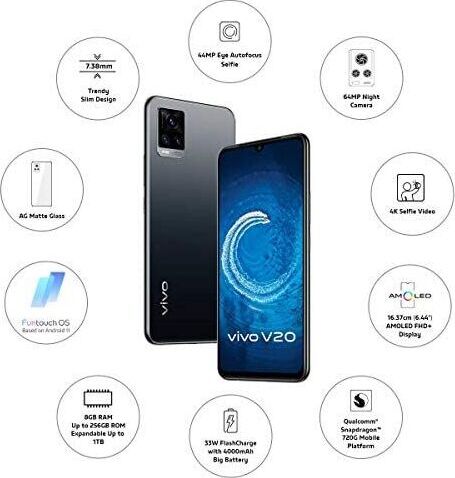 44MP Eye Autofocus
Selfie
7.38mm
Trendy
Slim Design
64MP Night
Camera
AG Matte Glass
4K Selfie Video
Funtouch OS
Based on Android 11
AMOLED
16.37cm (6.44")
AMOLED FHD+
Display
vivo
vivo V20
8GB RAM
Up to 256GB ROM
Expandable Up to
1TB
33W FlashCharge
with 4000mAh
Big Battery
Qualcomm®
Snapdragon™
720G Mobile
Platform